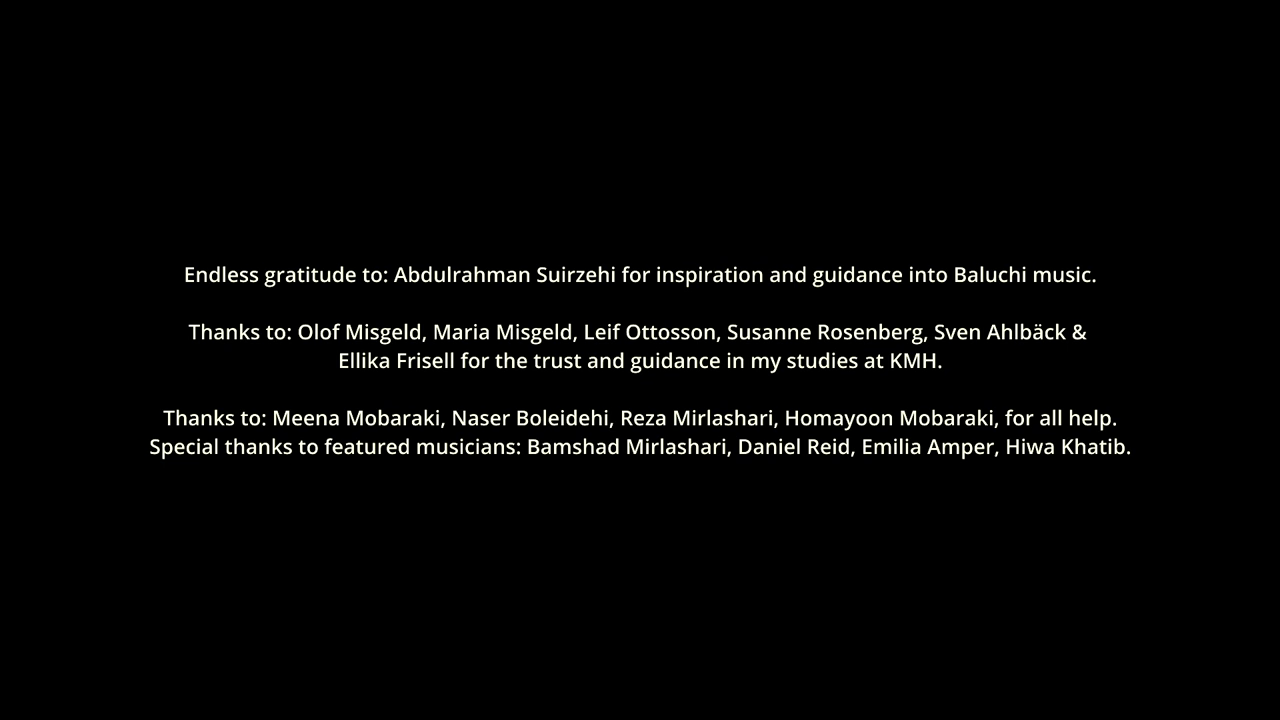 Endless gratitude to: Abdulrahman Suirzehi for inspiration and guidance into Baluchi music.
Thanks to: Olof Misgeld, Maria Misgeld, Leif Ottosson, Susanne Rosenberg, Sven Ahlbäck &
Ellika Frisell for the trust and guidance in my studies at KMH.
Thanks to: Meena Mobaraki, Naser Boleidehi, Reza Mirlashari, Homayoon Mobaraki, for all help.
Special thanks to featured musicians: Bamshad Mirlashari, Daniel Reid, Emilia Amper, Hiwa Khatib.